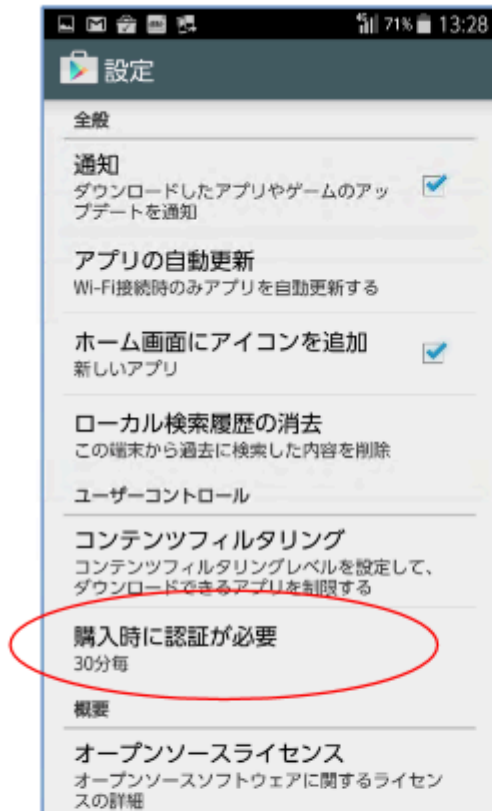 71% 13:28
設定
全般
通知
ダウンロードしたアプリやゲームのアッ
プデートを通知
アプリの自動更新
Wi-Fi接続時のみアプリを自動更新する
ホーム画面にアイコンを追加
新しいアプリ
ローカル検索履歴の消去
この端末から過去に検索した内容を削除
ユーザーコントロール
コンテンツフィルタリング
コンテンツフィルタリングレベルを設定して、
ダウンロードできるアプリを制限する
購入時に認証が必要
30分毎
概要
オープンソースライセンス
オープンソースソフトウェアに関するライセン
スの詳細